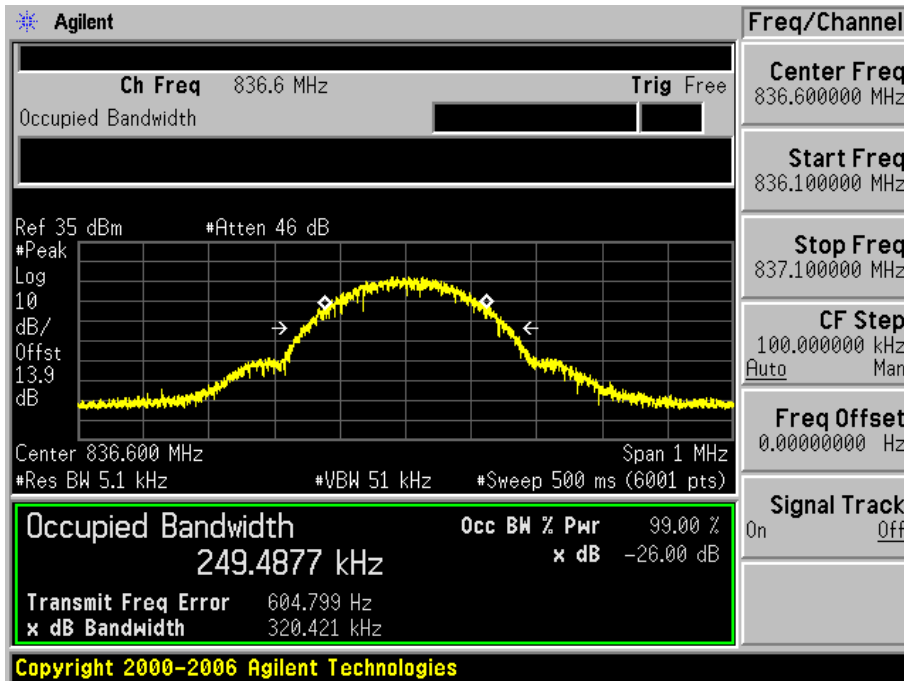 Agilent
Freq/Channel
Ch Freq 836.6 MHz Trig Free
Occupied Bandwidth
Center Freq
836.600000 MHz
Start Freq
836.100000 MHz
Stop Freq
837.100000 MHz
CF Step
100.000000 kHz
Auto Man
Freq Offset
0.00000000 Hz
Signal Track
On Off
Ref 35 dBm #Atten 46 dB
#Peak
Log
10
dB/
Offst
13.9
dB
Center 836.600 MHz Span 1 MHz
#Res BW 5.1 kHz #VBW 51 kHz #Sweep 500 ms (6001 pts)
Occupied Bandwidth Occ BW % Pwr 99.00 %
249.4877 kHz x dB -26.00 dB
Transmit Freq Error 604.799 Hz
x dB Bandwidth 320.421 kHz
Copyright 2000-2006 Agilent Technologies